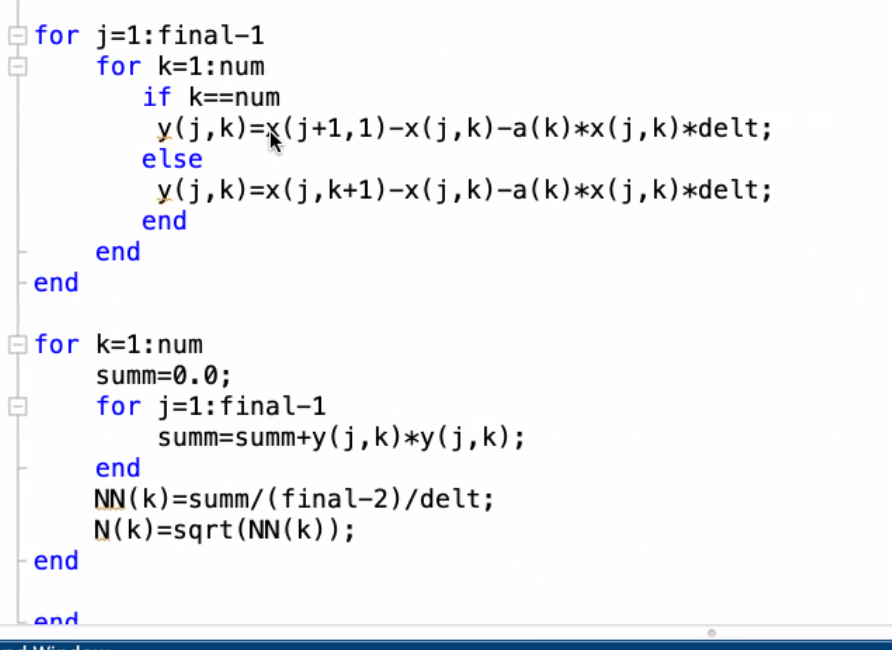 for j=1:final-1
for k=1:num
if k==num
y(j,k)=x(j+1,1)-x(j,k)-a(k)*x(j,k)*delt;
else
y(j,k)=x(j,k+1)-x(j,k)-a(k)*x(j,k)*delt;
end
end
end
for k=1:num
summ=0.0;
for j=1:final-1
summ=summ+y(j,k)*y(j,k);
end
NN(k)=summ/(final-2)/delt;
N(k)=sqrt(NN(k));
end
end